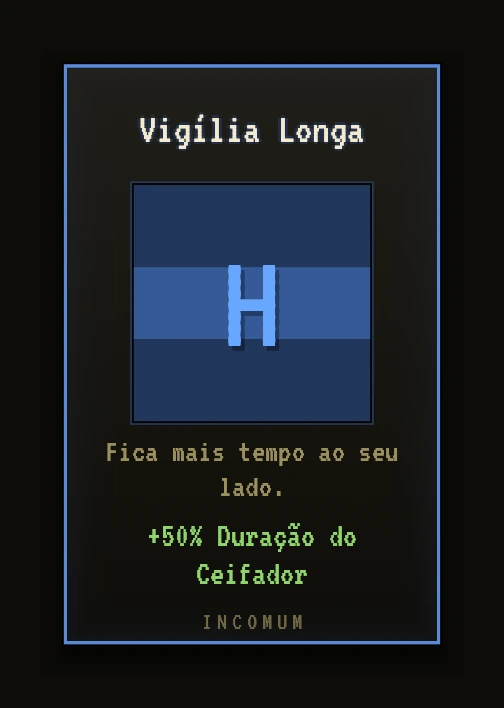 Vigília Longa
H
Fica mais tempo ao seu
lado.
+50% Duração do
Ceifador
INCOMUM